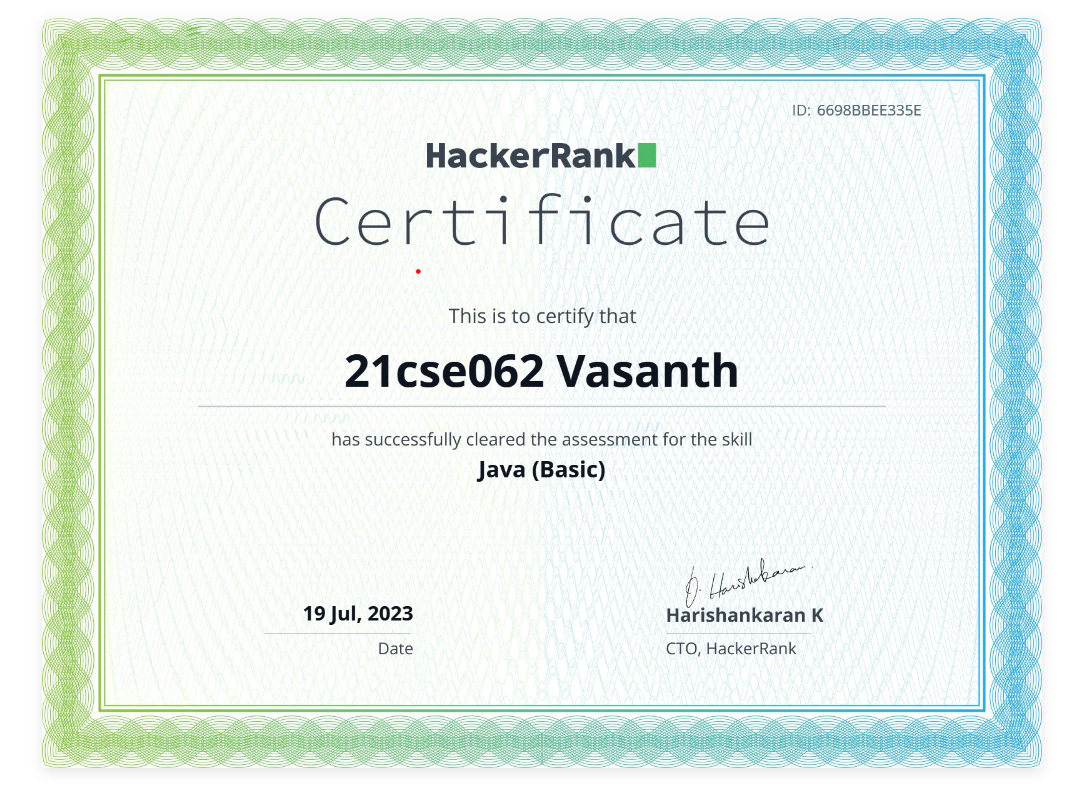 ID: 6698BBEE335E
HackerRank
Certificate
This is to certify that
21cse062 Vasanth
has successfully cleared the assessment for the skill
Java (Basic)
19 Jul, 2023
Date
Harishankaran K
CTO, HackerRank